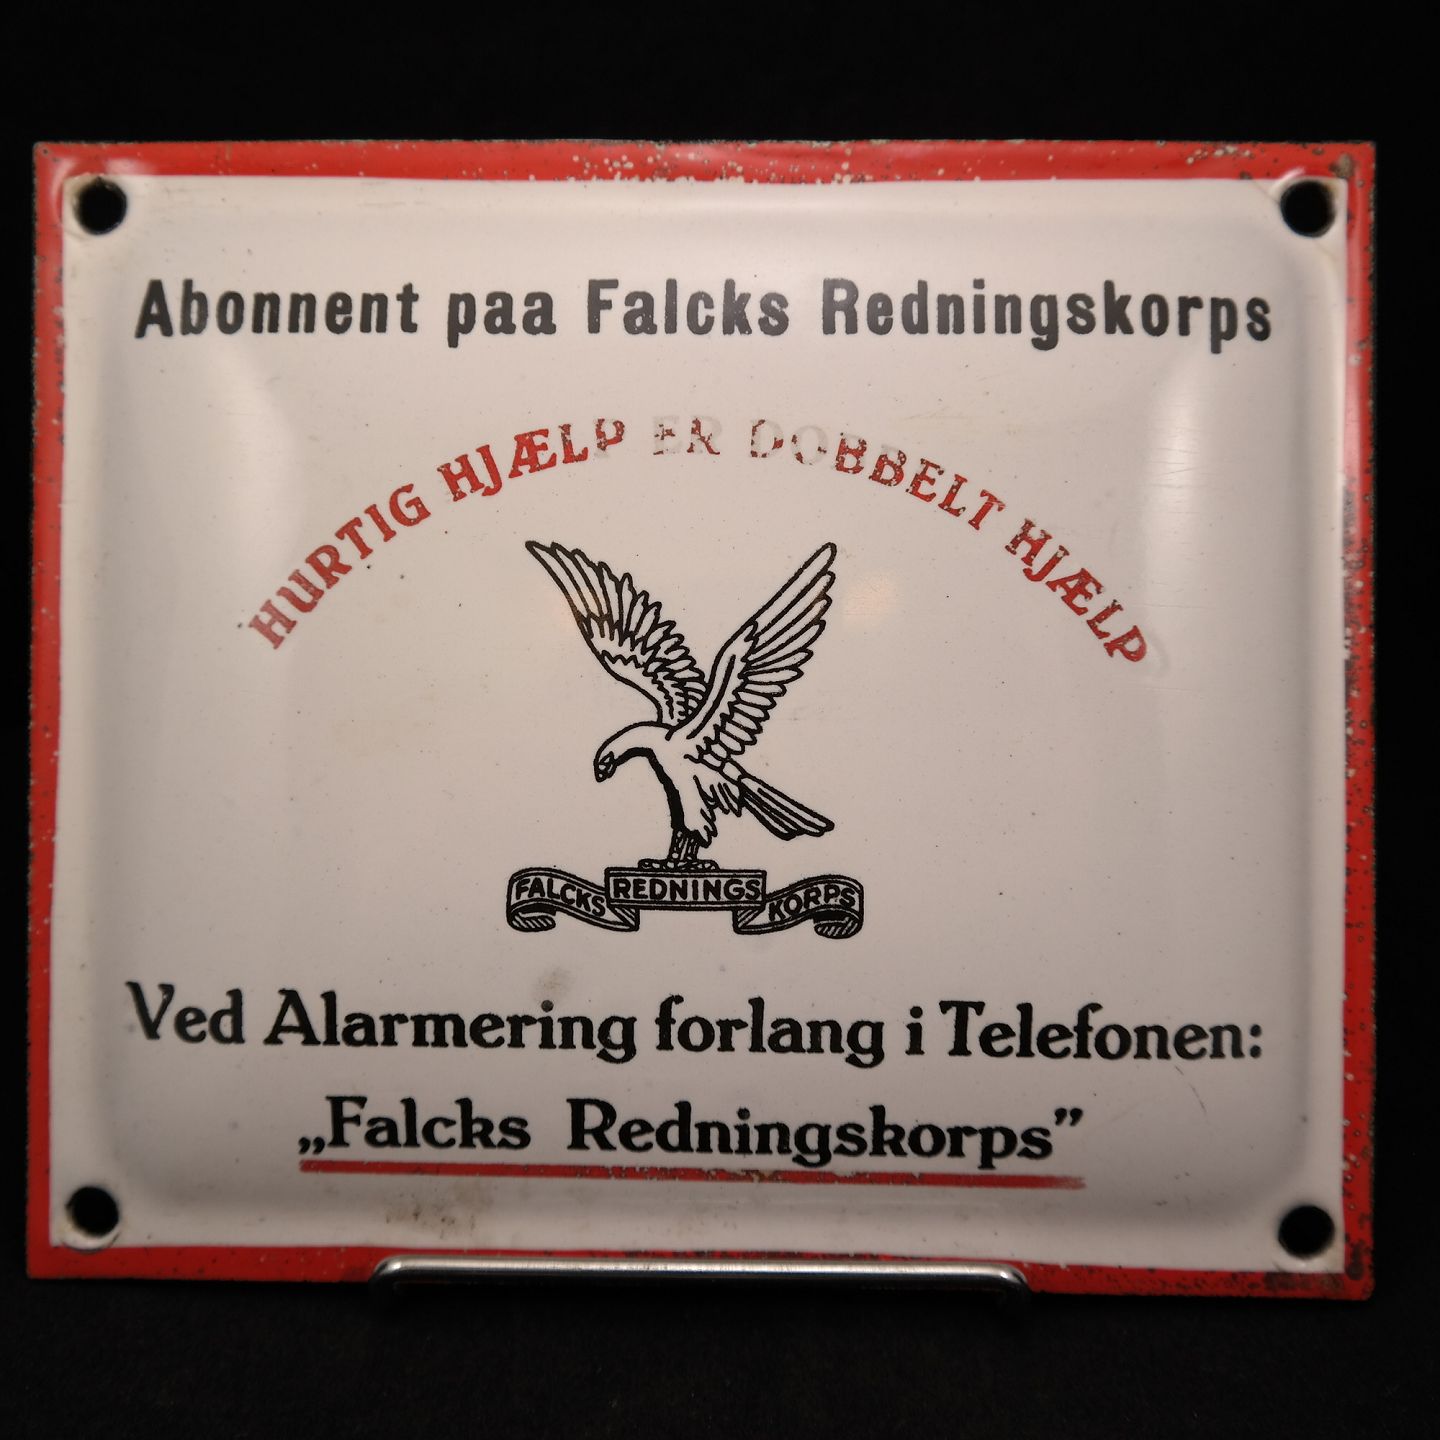 Abonnent paa Falcks Redningskorps
HURTIG HJÆLP ER DOBBELT HJÆLP
FALCKS REDNINGS KORPS
Ved Alarmering forlang i Telefonen:
„Falcks Redningskorps”